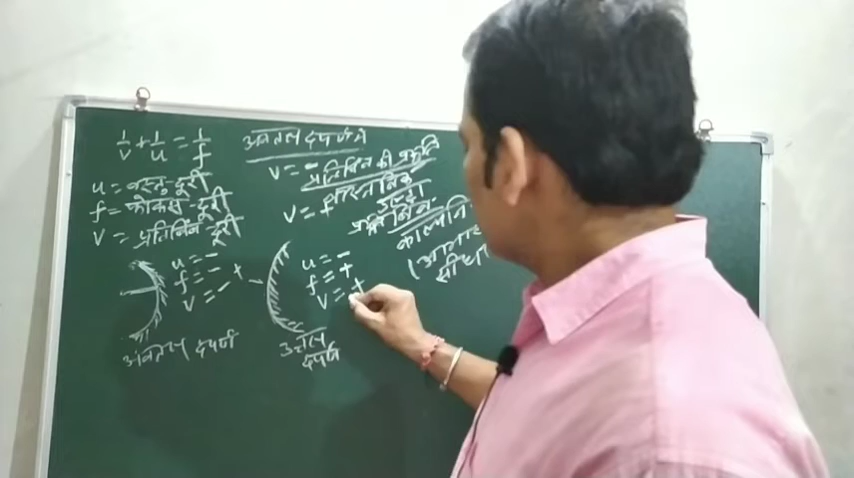 1/v + 1/u = 1/f
u = वस्तु दूरी
f = फोकस दूरी
v = प्रतिबिंब दूरी
अवतल दर्पण में
v = -
प्रतिबिंब की प्रकृति
वास्तविक
उल्टा
v = +
प्रतिबिंब
u = -
f = -
v = - +
अवतल दर्पण
u = -
f = +
v = +
उत्तल
दर्पण